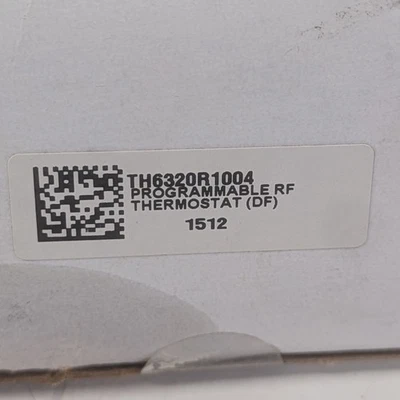 TH6320R1004
PROGRAMMABLE RF
THERMOSTAT (DF)
1512